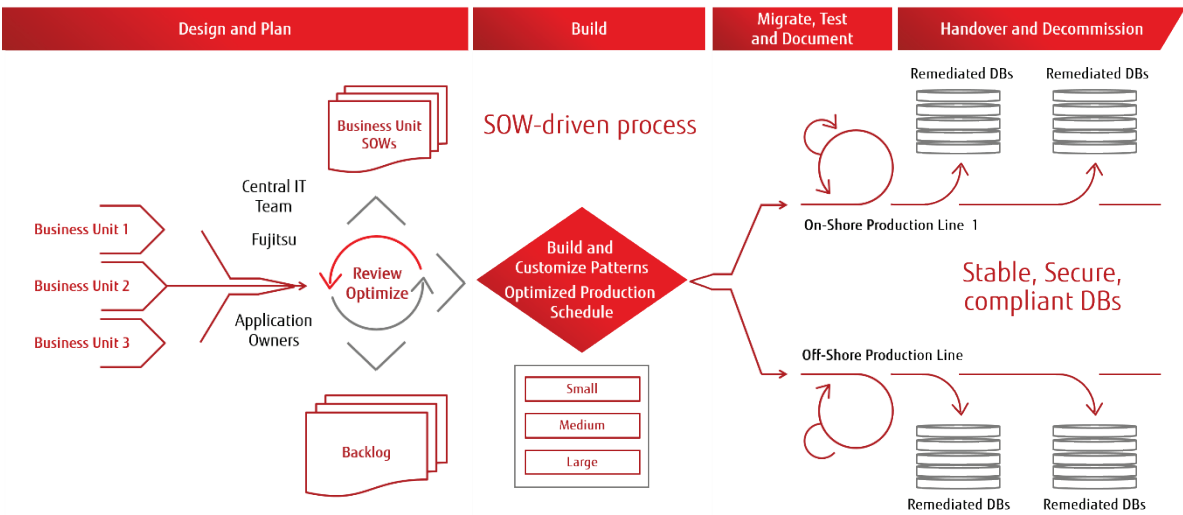 Design and Plan
Build
Migrate, Test
and Document
Handover and Decommission
Business Unit
SOWs
Central IT
Team
Fujitsu
Business Unit 1
Business Unit 2
Business Unit 3
Review
Optimize
Application
Owners
Backlog
SOW-driven process
Build and
Customize Patterns
Optimized Production
Schedule
Small
Medium
Large
Remediated DBs
Remediated DBs
On-Shore Production Line 1
Stable, Secure,
compliant DBs
Off-Shore Production Line
Remediated DBs
Remediated DBs